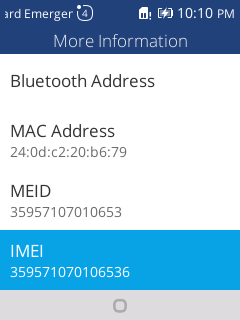 ard Emerger 4 10:10 PM
More Information
Bluetooth Address
MAC Address
24:0d:c2:20:b6:79
MEID
35957107010653
IMEI
359571070106536